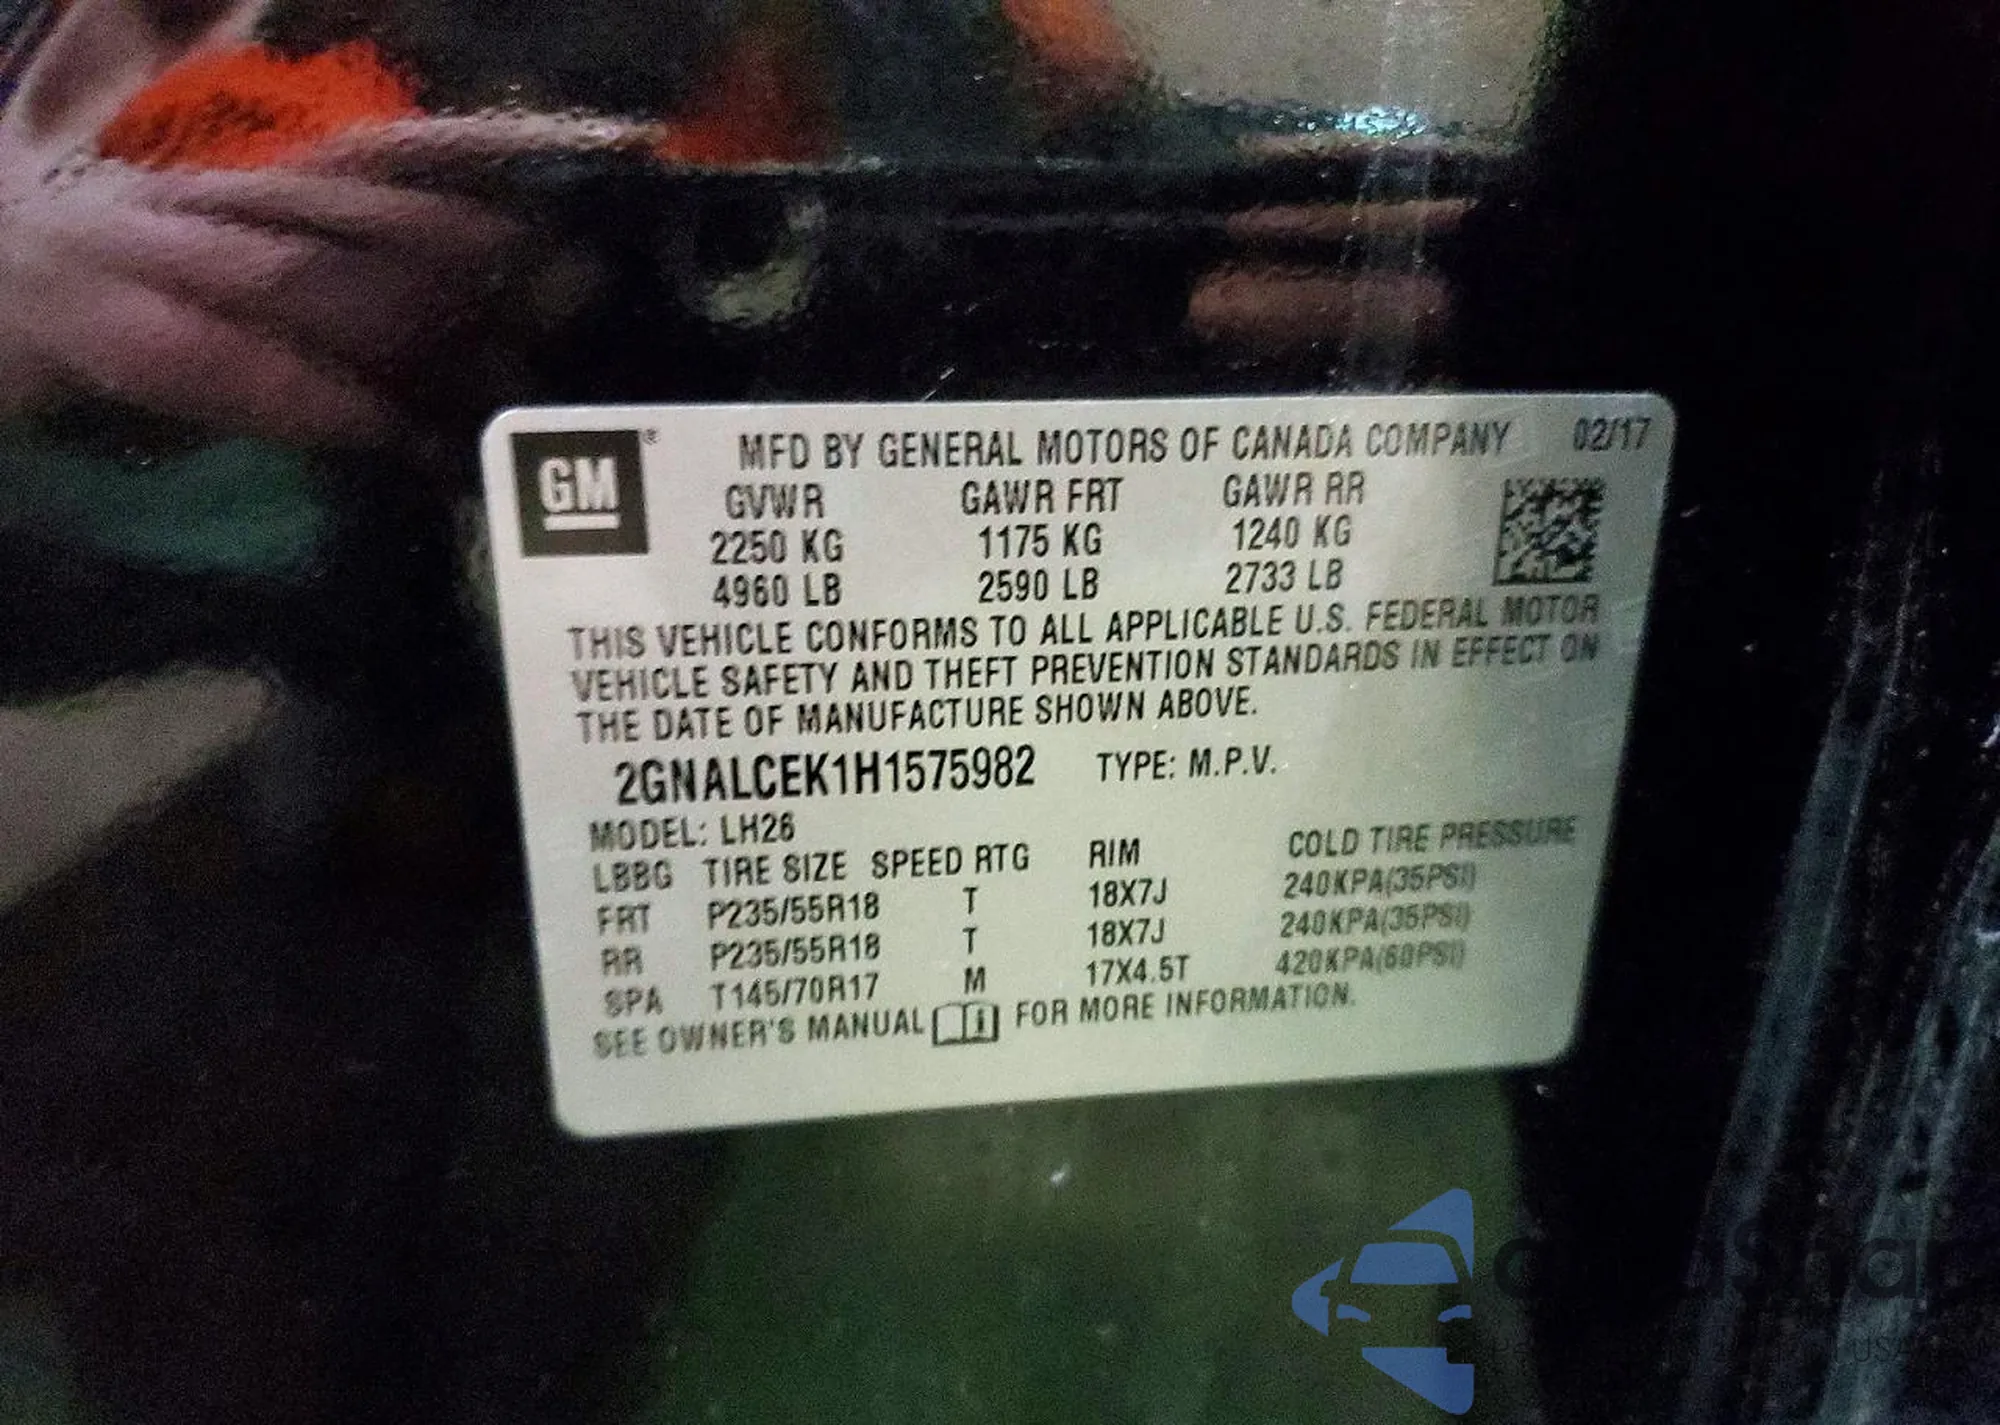 GM® MFD BY GENERAL MOTORS OF CANADA COMPANY 02/17
GVWR GAWR FRT GAWR RR
2250 KG 1175 KG 1240 KG
4960 LB 2590 LB 2733 LB
THIS VEHICLE CONFORMS TO ALL APPLICABLE U.S. FEDERAL MOTOR
VEHICLE SAFETY AND THEFT PREVENTION STANDARDS IN EFFECT ON
THE DATE OF MANUFACTURE SHOWN ABOVE.
2GNALCEK1H1575982 TYPE: M.P.V.
MODEL: LH26
LBBG TIRE SIZE SPEED RTG RIM COLD TIRE PRESSURE
FRT P235/55R18 T 18X7J 240KPA(35PSI)
RR P235/55R18 T 18X7J 240KPA(35PSI)
SPA T145/70R17 M 17X4.5T 420KPA(60PSI)
SEE OWNER'S MANUAL FOR MORE INFORMATION.